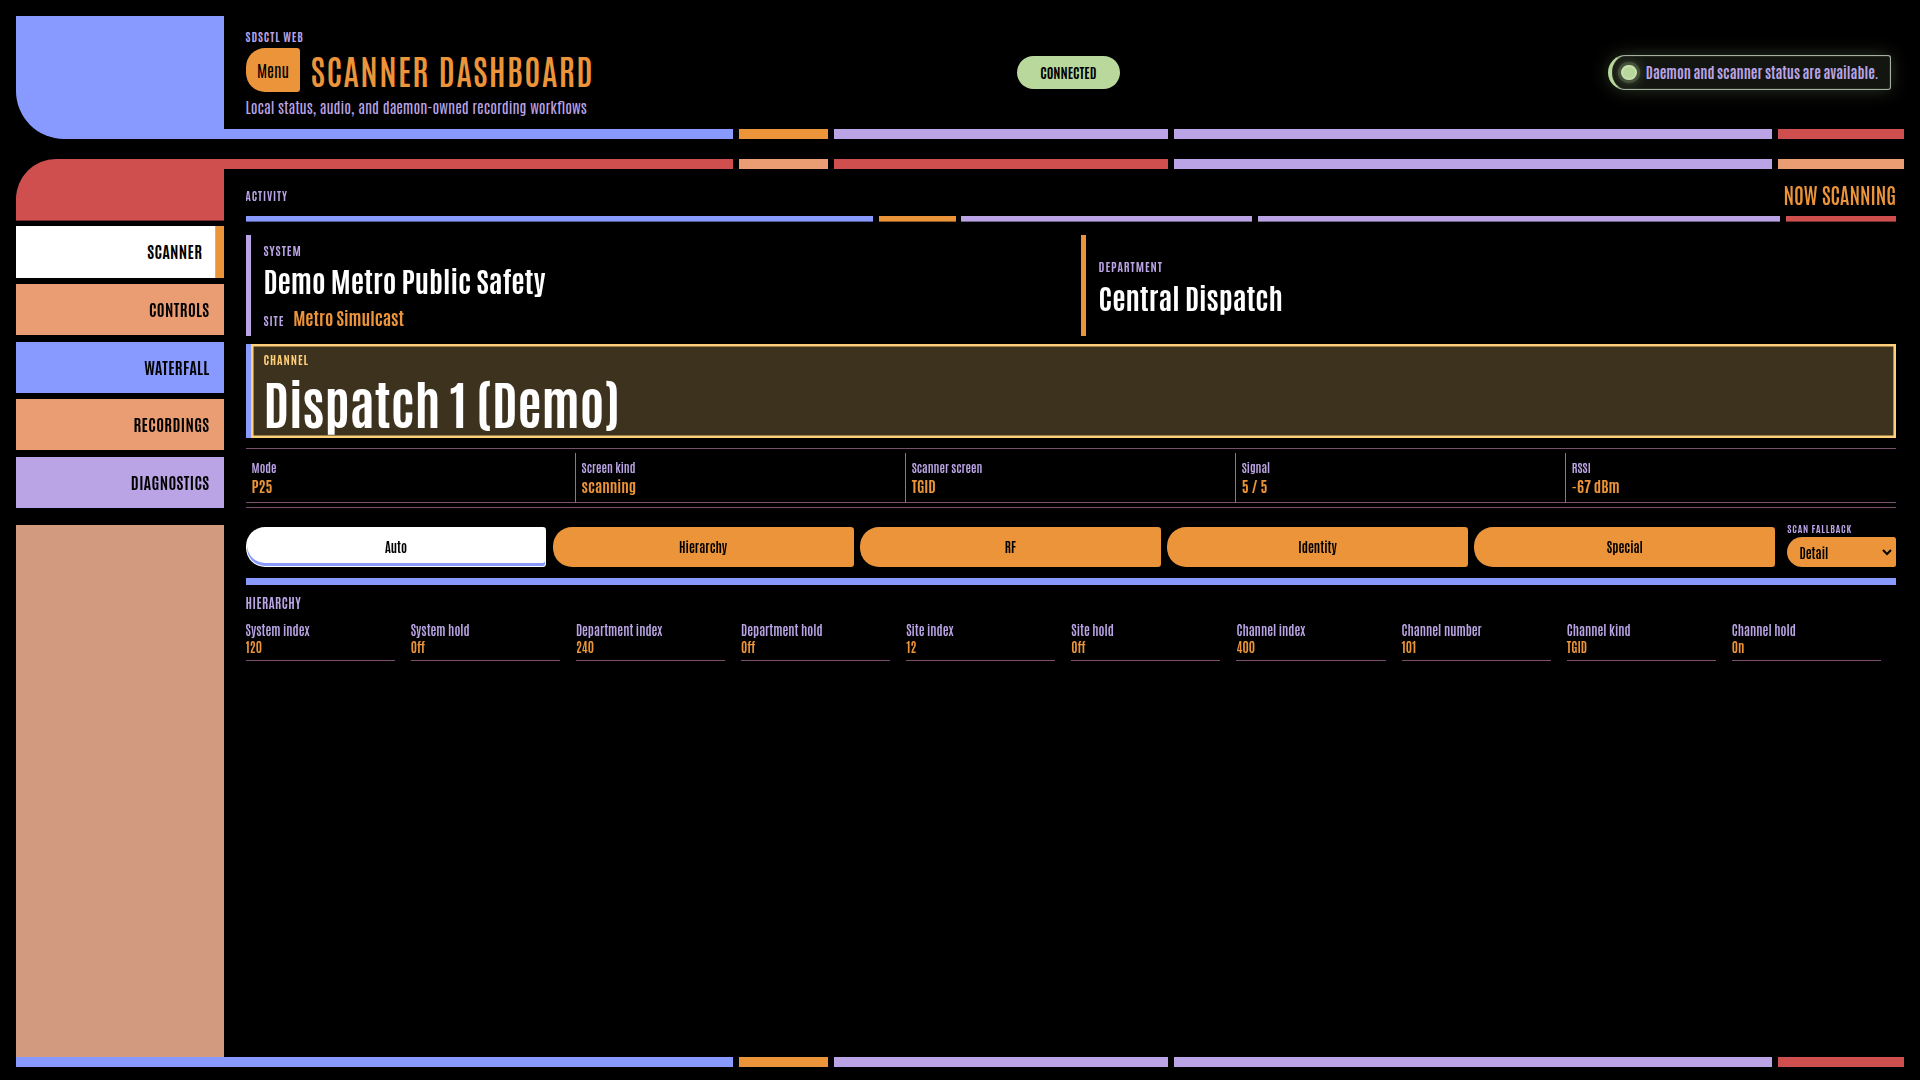 SDSCTL WEB
Menu SCANNER DASHBOARD
Local status, audio, and daemon-owned recording workflows
CONNECTED
Daemon and scanner status are available.
SCANNER
CONTROLS
WATERFALL
RECORDINGS
DIAGNOSTICS
ACTIVITY
NOW SCANNING
SYSTEM
Demo Metro Public Safety
SITE Metro Simulcast
DEPARTMENT
Central Dispatch
CHANNEL
Dispatch 1 (Demo)
Mode
P25
Screen kind
scanning
Scanner screen
TGID
Signal
5 / 5
RSSI
-67 dBm
Auto
Hierarchy
RF
Identity
Special
SCAN FALLBACK
Detail
HIERARCHY
System index
120
System hold
Off
Department index
240
Department hold
Off
Site index
12
Site hold
Off
Channel index
400
Channel number
101
Channel kind
TGID
Channel hold
On